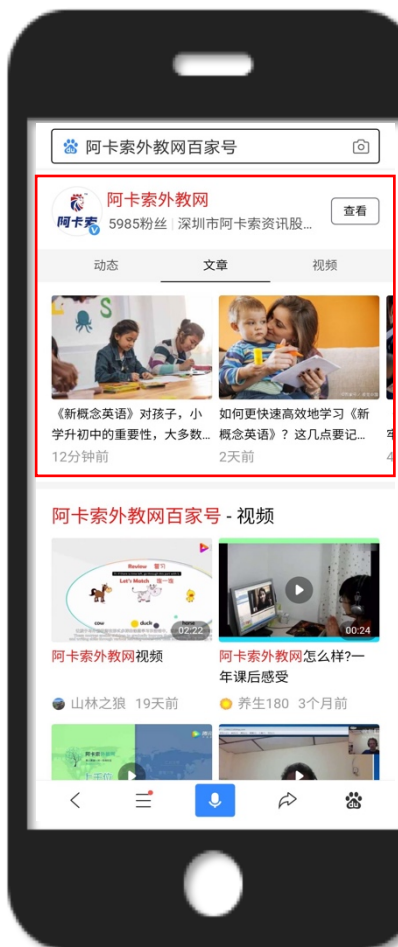 阿卡索外教网百家号
阿卡索外教网
阿卡索
5985粉丝 深圳市阿卡索资讯股...
查看
动态 文章 视频
《新概念英语》对孩子，小
学升初中的重要性，大多数...
12分钟前
如何更快速高效地学习《新
概念英语》？这几点要记...
2天前
阿卡索外教网百家号 - 视频
Review 复习
Let's Match 连一连
cow duck horse
02:22
00:24
阿卡索外教网视频
山林之狼 19天前
阿卡索外教网怎么样?一
年课后感受
养生180 3个月前
du